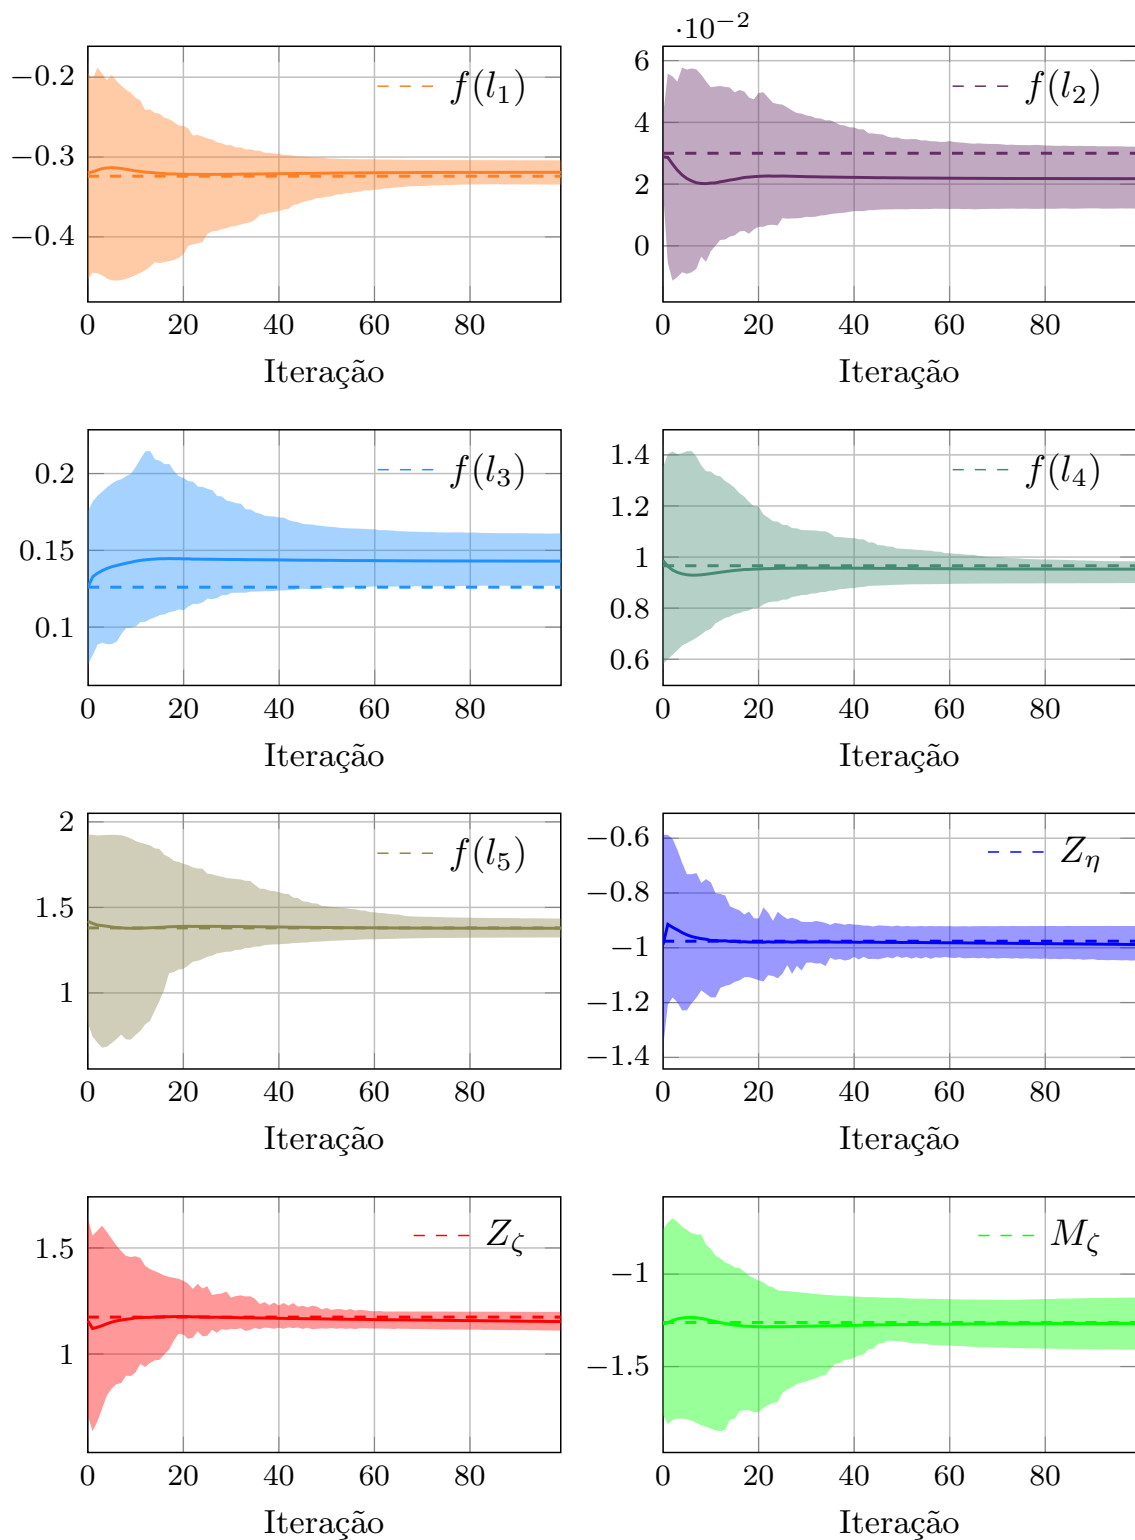 −0.2
−0.3
−0.4
0 20 40 60 80
Iteração
f(l₁)
·10⁻²
6
4
2
0
0 20 40 60 80
Iteração
f(l₂)
0.2
0.15
0.1
0 20 40 60 80
Iteração
f(l₃)
1.4
1.2
1
0.8
0.6
0 20 40 60 80
Iteração
f(l₄)
2
1.5
1
0 20 40 60 80
Iteração
f(l₅)
−0.6
−0.8
−1
−1.2
−1.4
0 20 40 60 80
Iteração
Z_η
1.5
1
0 20 40 60 80
Iteração
Z_ζ
−1
−1.5
0 20 40 60 80
Iteração
M_ζ